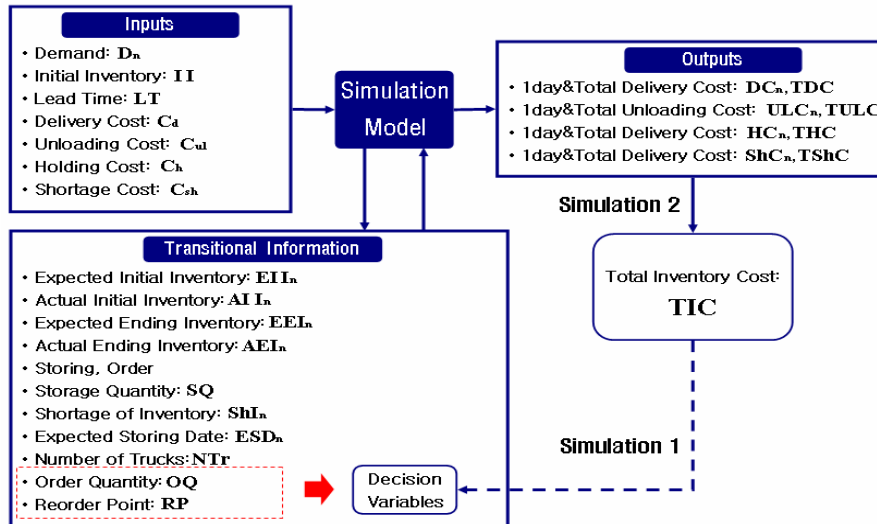 Inputs
• Demand: Dn
• Initial Inventory: II
• Lead Time: LT
• Delivery Cost: Cd
• Unloading Cost: Cul
• Holding Cost: Ch
• Shortage Cost: Csh
Simulation
Model
Outputs
• 1day&Total Delivery Cost: DCn, TDC
• 1day&Total Unloading Cost: ULCn, TULC
• 1day&Total Delivery Cost: HCn, THC
• 1day&Total Delivery Cost: ShCn, TShC
Simulation 2
Total Inventory Cost:
TIC
Simulation 1
Transitional Information
• Expected Initial Inventory: EIIn
• Actual Initial Inventory: AIIn
• Expected Ending Inventory: EEIn
• Actual Ending Inventory: AEIn
• Storing, Order
• Storage Quantity: SQ
• Shortage of Inventory: ShIn
• Expected Storing Date: ESDn
• Number of Trucks: NTr
• Order Quantity: OQ
• Reorder Point: RP
Decision
Variables